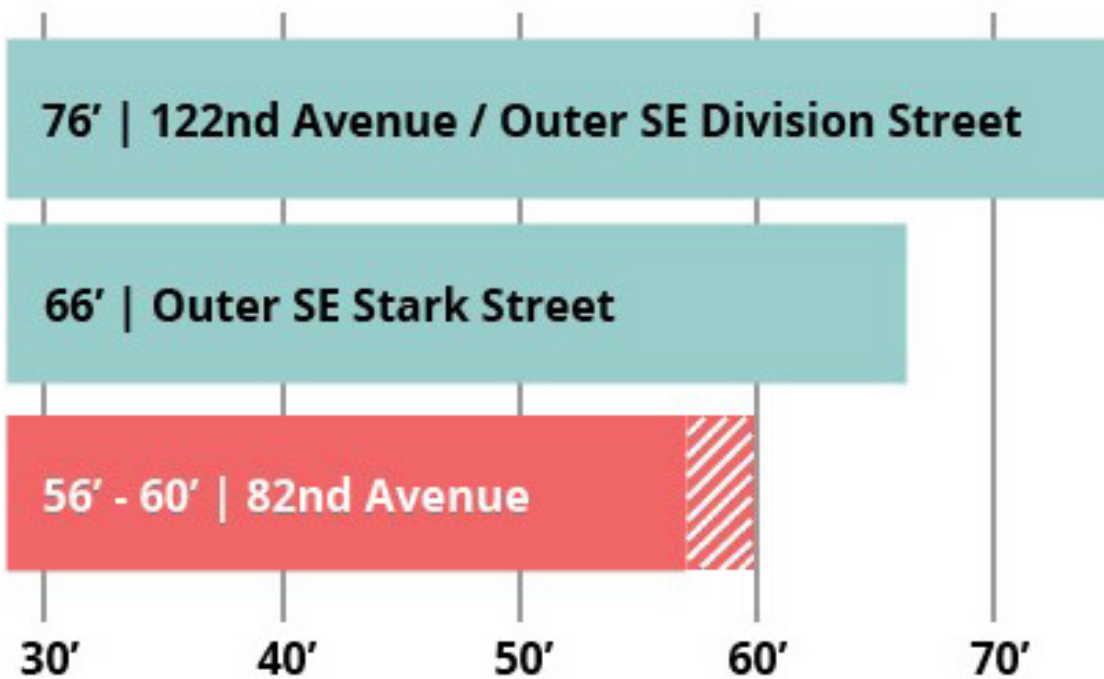 76’ | 122nd Avenue / Outer SE Division Street
66’ | Outer SE Stark Street
56’ - 60’ | 82nd Avenue
30’ 40’ 50’ 60’ 70’